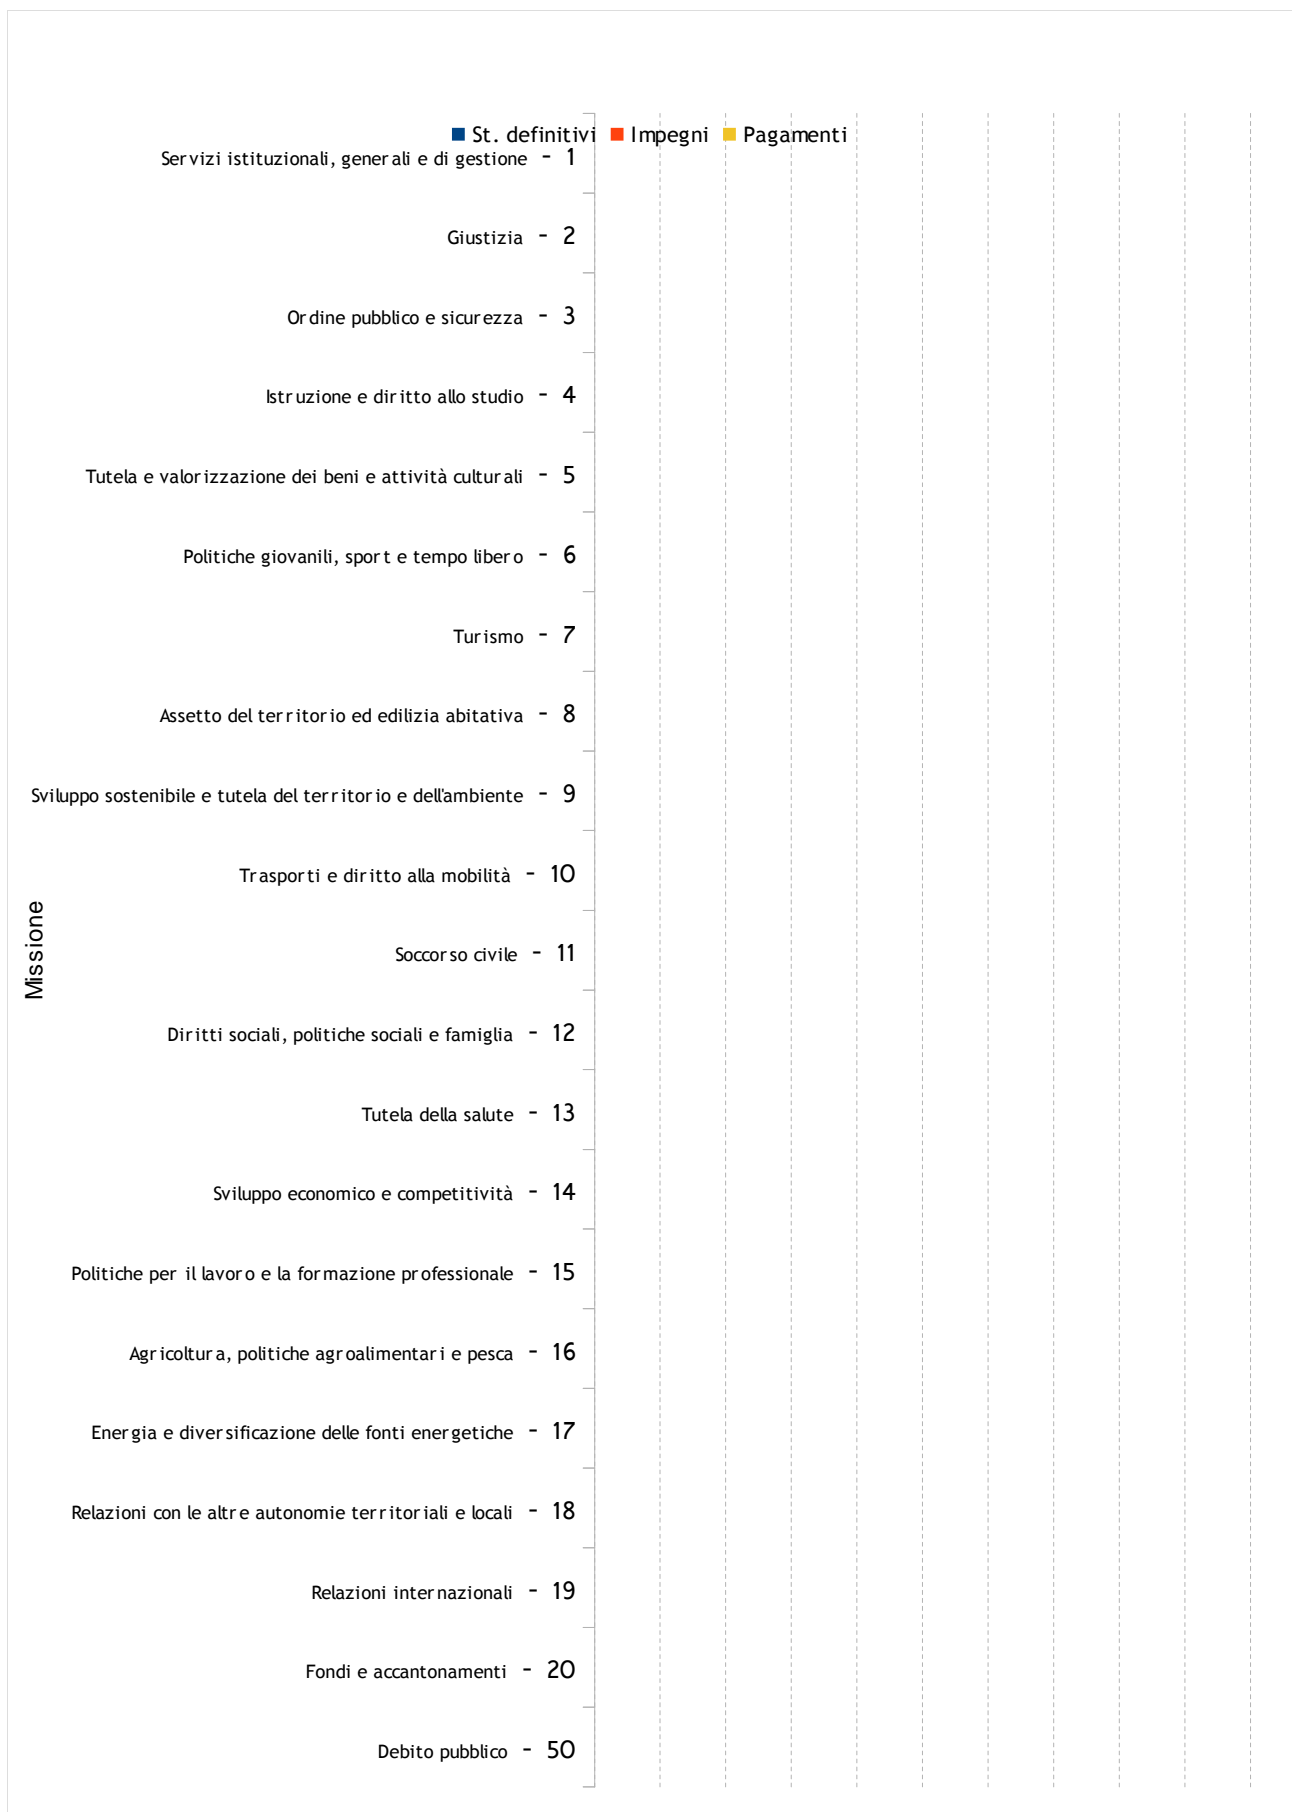 St. definitivi Impegni Pagamenti
Servizi istituzionali, generali e di gestione - 1
Giustizia - 2
Ordine pubblico e sicurezza - 3
Istruzione e diritto allo studio - 4
Tutela e valorizzazione dei beni e attività culturali - 5
Politiche giovanili, sport e tempo libero - 6
Turismo - 7
Assetto del territorio ed edilizia abitativa - 8
Sviluppo sostenibile e tutela del territorio e dell'ambiente - 9
Trasporti e diritto alla mobilità - 10
Missione
Soccorso civile - 11
Diritti sociali, politiche sociali e famiglia - 12
Tutela della salute - 13
Sviluppo economico e competitività - 14
Politiche per il lavoro e la formazione professionale - 15
Agricoltura, politiche agroalimentari e pesca - 16
Energia e diversificazione delle fonti energetiche - 17
Relazioni con le altre autonomie territoriali e locali - 18
Relazioni internazionali - 19
Fondi e accantonamenti - 20
Debito pubblico - 50